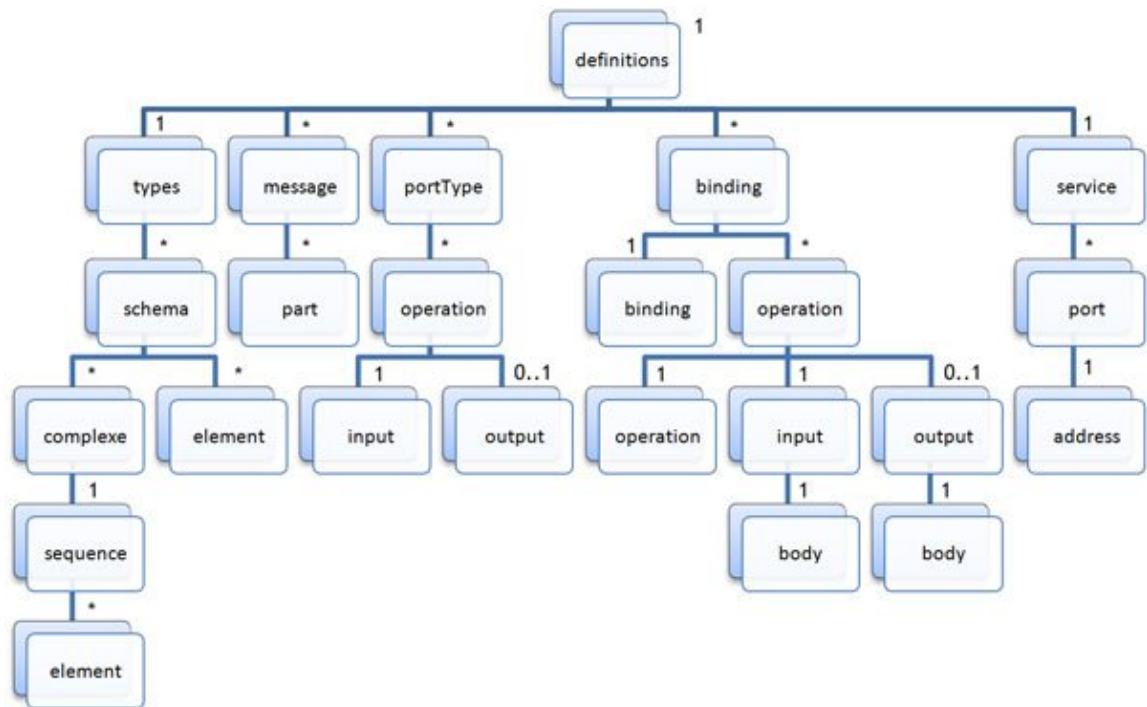 1
definitions
1 * * * 1
types message portType binding service
* * * 1 * *
schema part operation binding operation port
* * 1 0..1 1 1 0..1 1
complexe element input output operation input output address
1 1 1
sequence body body
*
element